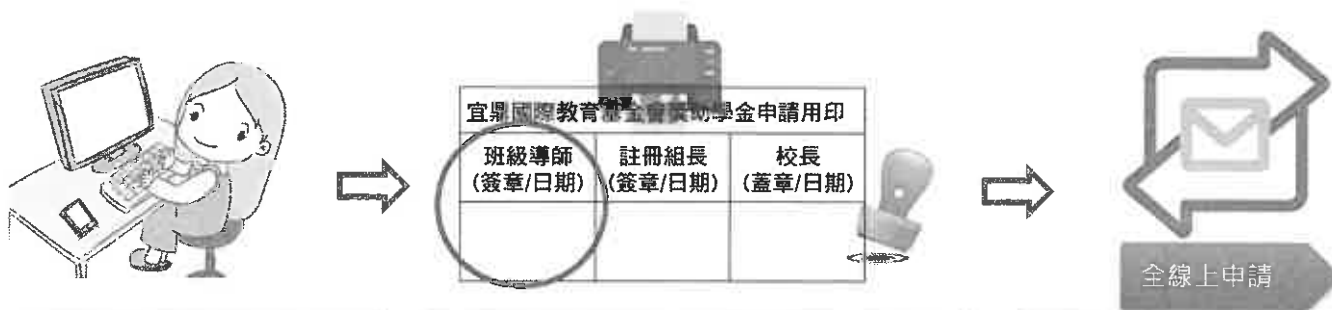 宜鼎國際教育基金會獎助學金申請用印
班級導師
(簽章/日期)
註冊組長
(簽章/日期)
校長
(蓋章/日期)
全線上申請